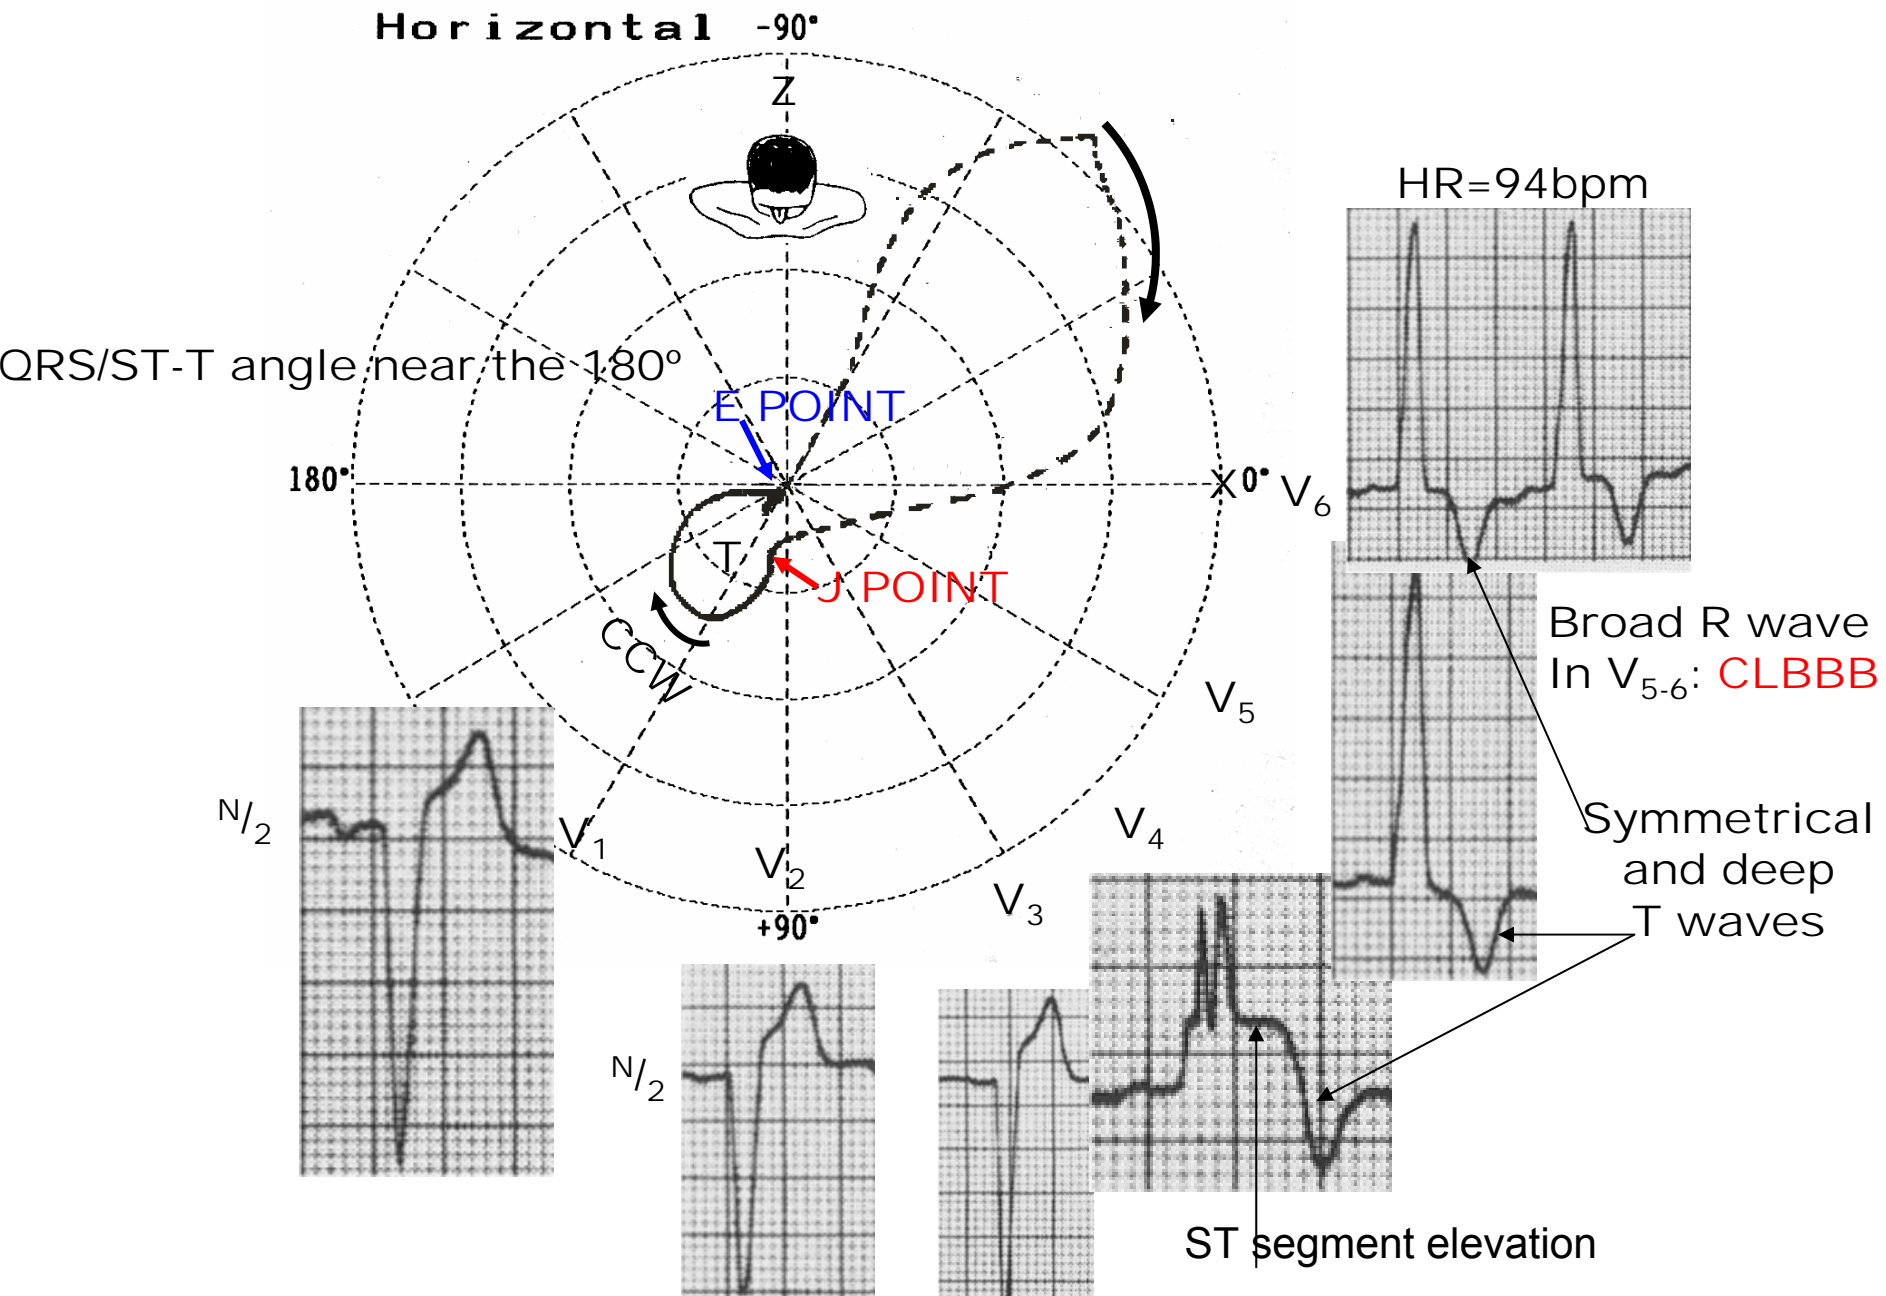 Horizontal
-90°
Z
HR=94bpm
QRS/ST-T angle near the 180º
E POINT
180°
X 0°
V6
T
J POINT
CCW
Broad R wave
In V5-6: CLBBB
V5
N/2
V1
V2
V3
V4
+90°
Symmetrical
and deep
T waves
N/2
ST segment elevation